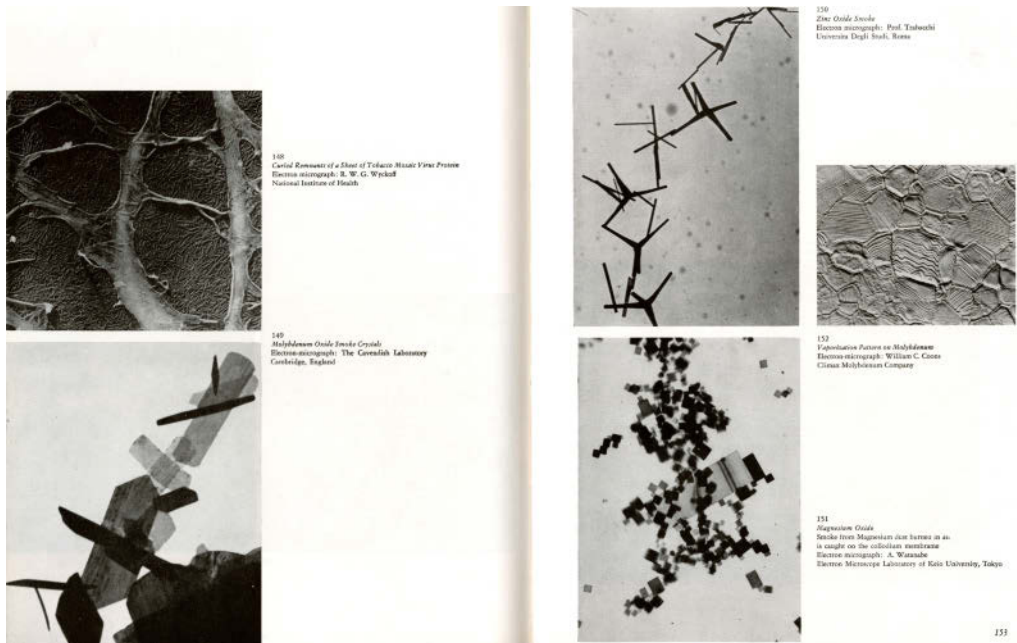 148
Curled Remnants of a Sheet of Tobacco Mosaic Virus Protein
Electron micrograph: R. W. G. Wyckoff
National Institute of Health
149
Molybdenum Oxide Smoke Crystals
Electron-micrograph: The Cavendish Laboratory
Cambridge, England
150
Zinc Oxide Smoke
Electron micrograph: Prof.
Universita Degli Studi, Roma
152
Vaporization Pattern on Molybdenum
Electron-micrograph: William C. Coons
Climax Molybdenum Company
151
Magnesium Oxide
Smoke from Magnesium dust burned in air
is caught on the collodium membrane
Electron micrograph: A. Watanabe
Electron Microscope Laboratory of Keio University, Tokyo
153